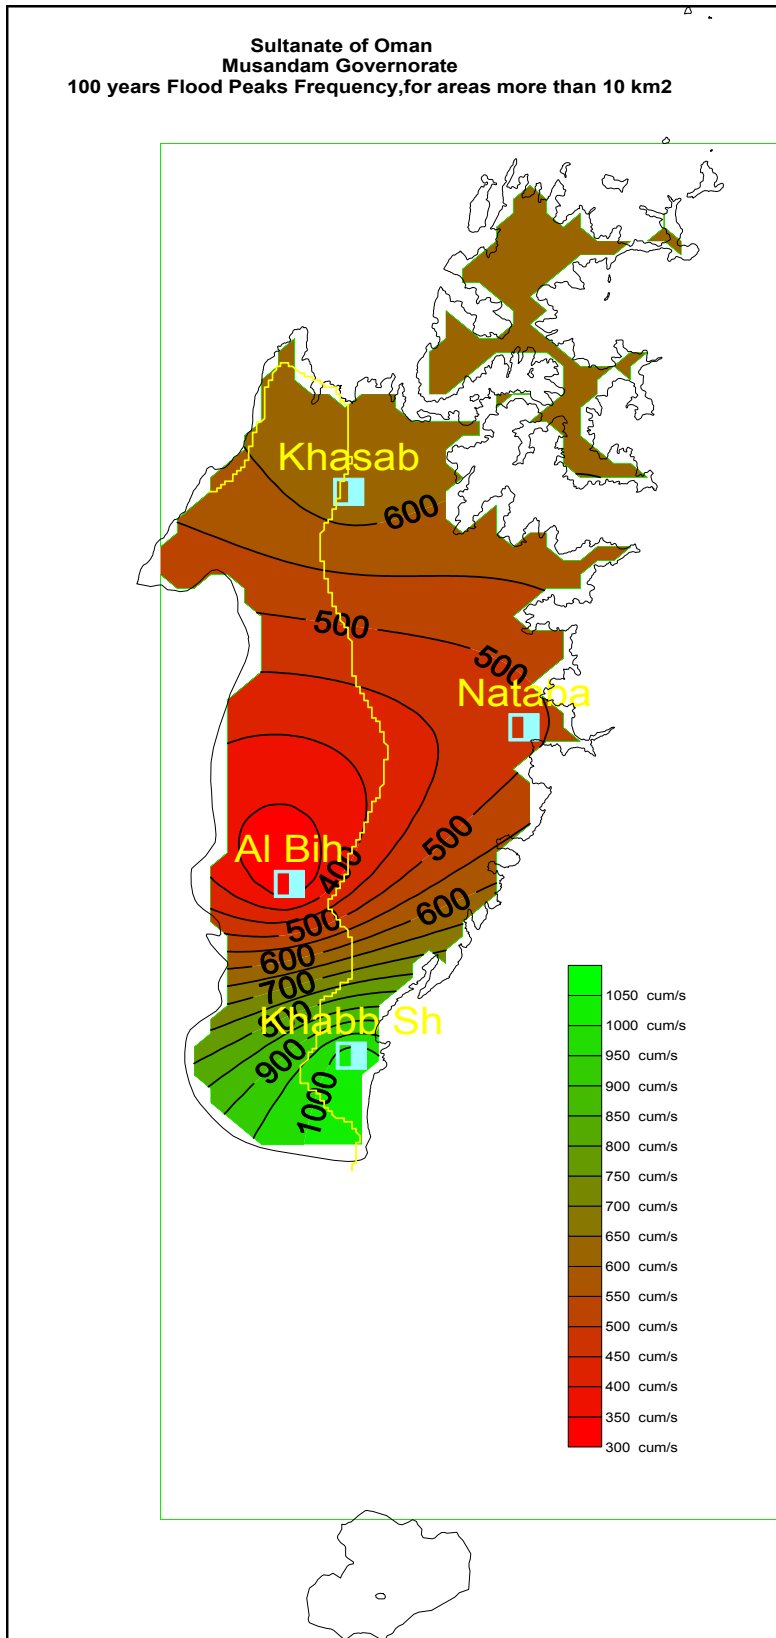 Sultanate of Oman
Musandam Governorate
100 years Flood Peaks Frequency,for areas more than 10 km2
Khasab
600
500
500
Nataba
500
Al Bih
400
600
500
600
700
Khabb Sh
900
1000
1050 cum/s
1000 cum/s
950 cum/s
900 cum/s
850 cum/s
800 cum/s
750 cum/s
700 cum/s
650 cum/s
600 cum/s
550 cum/s
500 cum/s
450 cum/s
400 cum/s
350 cum/s
300 cum/s